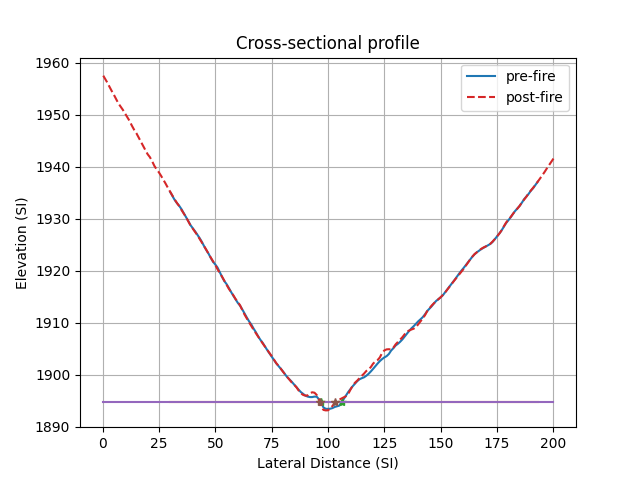 Cross-sectional profile
Elevation (SI)
1960
1950
1940
1930
1920
1910
1900
1890
pre-fire
post-fire
0 25 50 75 100 125 150 175 200
Lateral Distance (SI)